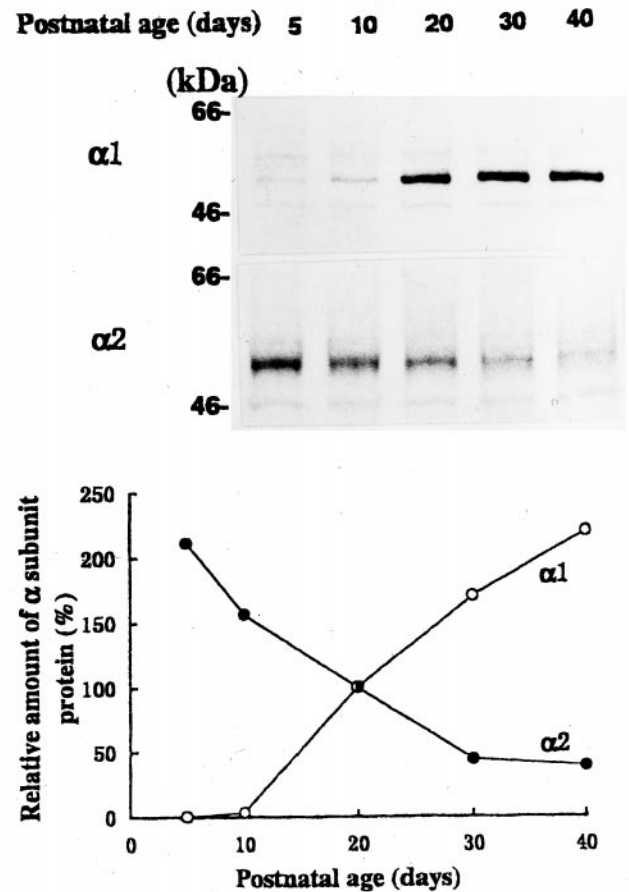 Postnatal age (days) 5 10 20 30 40
(kDa)
66-
α1
46-
66-
α2
46-
Relative amount of α subunit
protein (%)
250
200
150
100
50
0
α1
α2
0 10 20 30 40
Postnatal age (days)